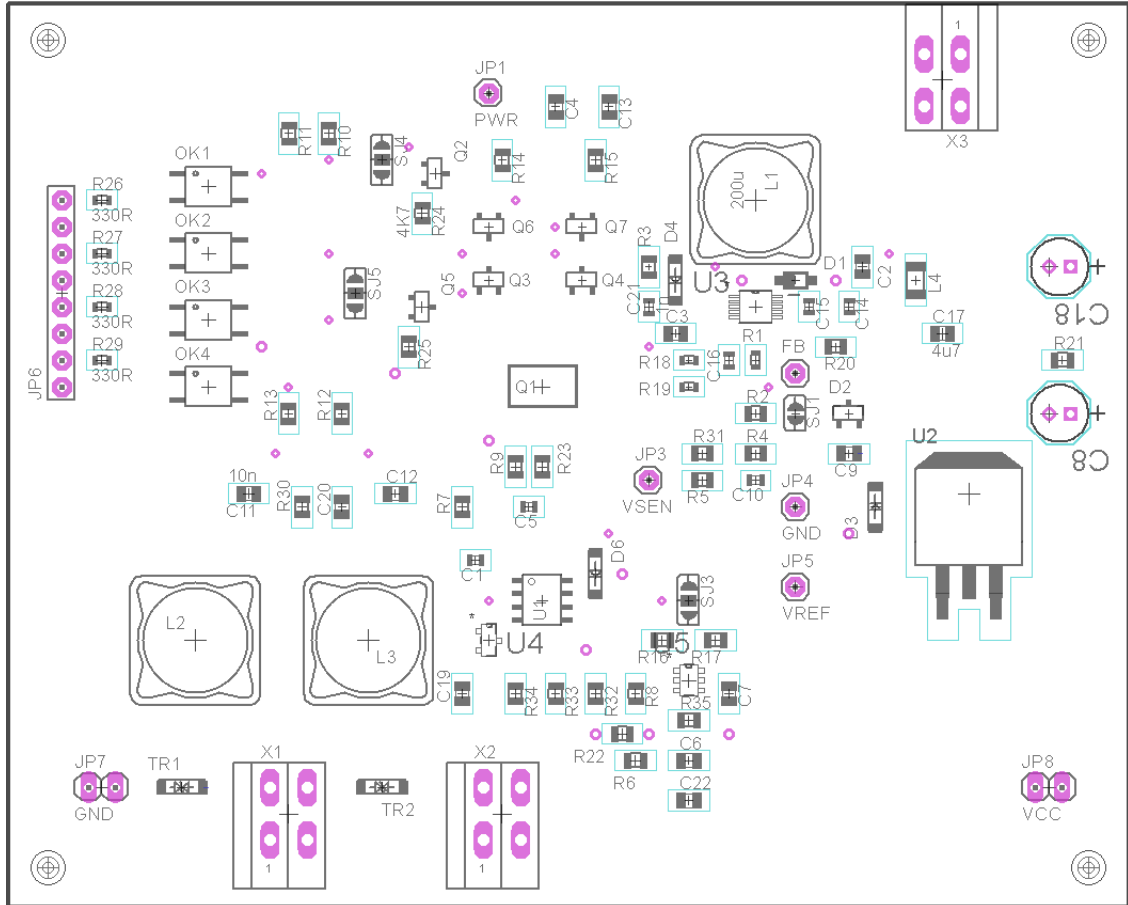 1
X3
JP1
PWR
C4
C13
R11
R10
SJ4
Q2
R14
R15
OK1
R26
330R
4K7
R24
L1
200u
OK2
R27
330R
Q6
Q7
R3
D4
Q5
Q3
Q4
U3
D1
C2
L4
SJ5
OK3
R28
330R
C21
1n
C3
C15
C14
C17
4u7
C18
R25
OK4
R29
330R
JP6
R18
R19
C16
R1
FB
R20
R21
Q1
R13
R12
R2
SJ1
D2
R9
R23
R31
R4
C9
U2
C8
10n
C11
R30
C20
C12
R7
C5
JP3
VSEN
R5
C10
JP4
GND
D3
C1
D6
JP5
VREF
L2
L3
*
U4
U1
SJ3
R16
*
U5
R17
C19
R34
R33
R32
R8
R35
C7
R22
R6
C6
C22
JP7
GND
TR1
X1
1
TR2
X2
1
JP8
VCC